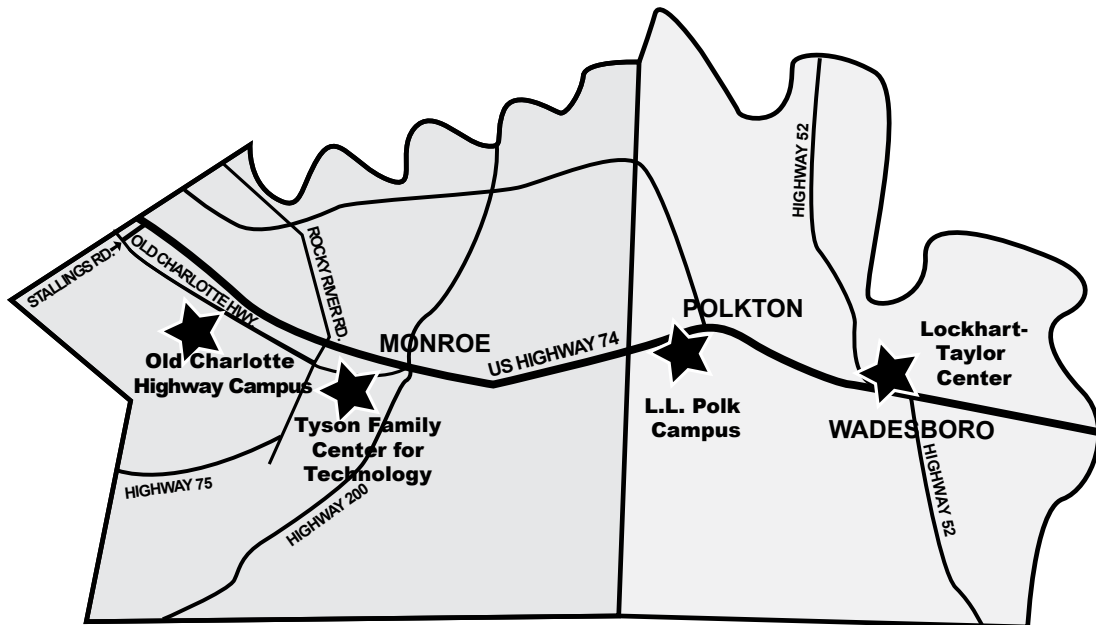 HIGHWAY 52
STALLINGS RD.
OLD CHARLOTTE HWY
ROCKY RIVER RD.
MONROE
US HIGHWAY 74
POLKTON
Old Charlotte
Highway Campus
Lockhart-
Taylor
Center
Tyson Family
Center for
Technology
L.L. Polk
Campus
WADESBORO
HIGHWAY 75
HIGHWAY 200
HIGHWAY 52